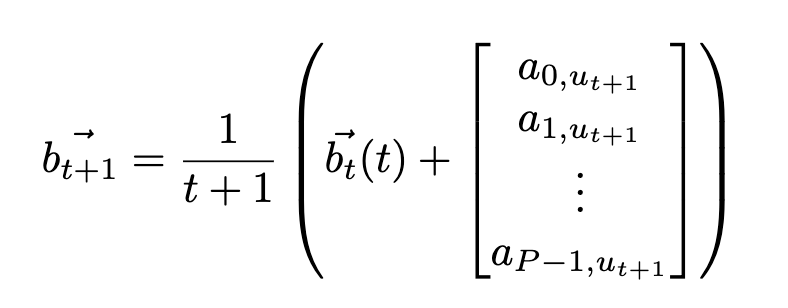 $$\vec{b_{t+1}} = \frac{1}{t+1} \left( \vec{b_t}(t) + \begin{bmatrix} a_{0,u_{t+1}} \\ a_{1,u_{t+1}} \\ \vdots \\ a_{P-1,u_{t+1}} \end{bmatrix} \right)$$